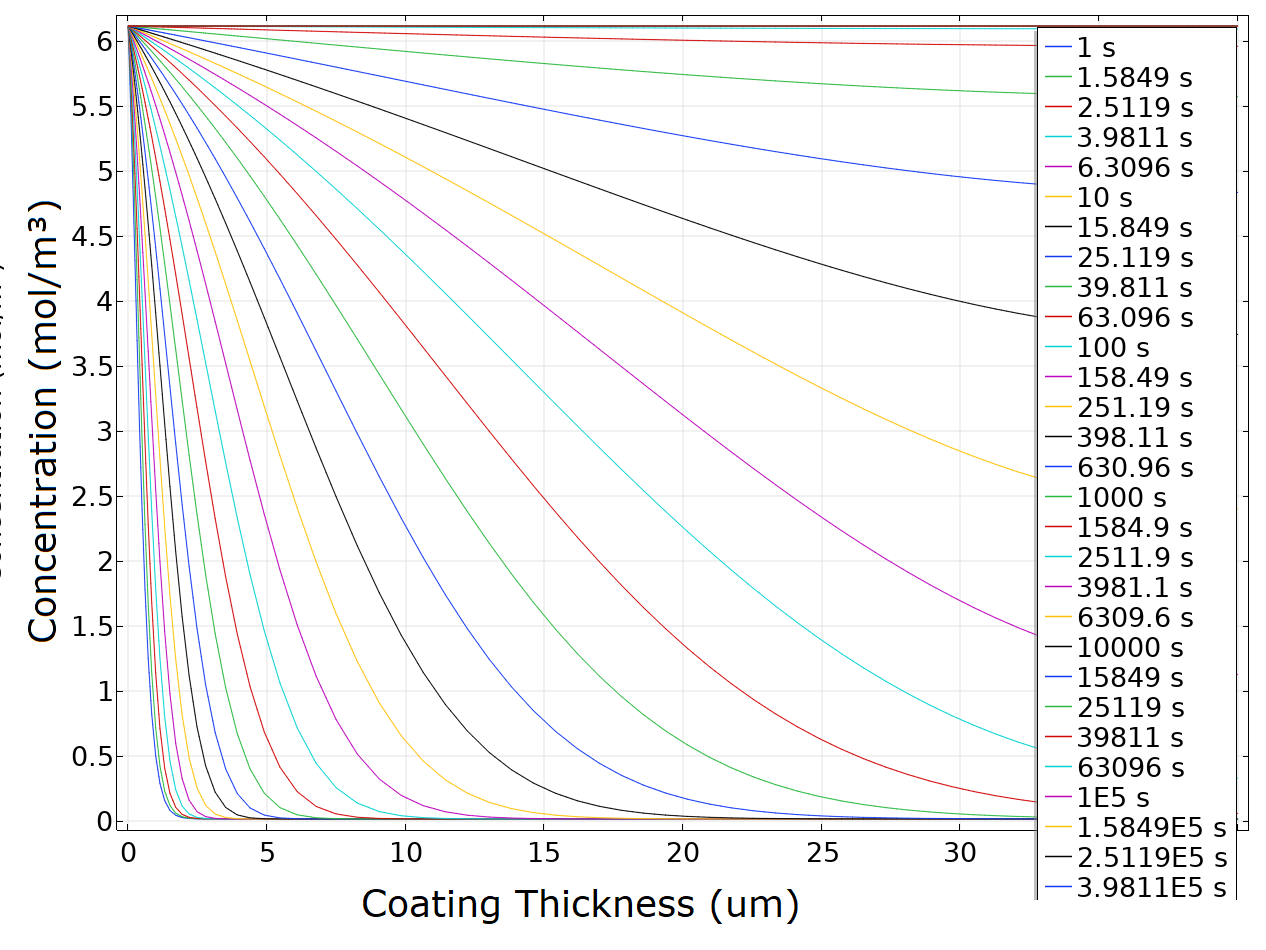 6
5.5
5
4.5
4
3.5
3
2.5
2
1.5
1
0.5
0
Concentration (mol/m³)
0 5 10 15 20 25 30
Coating Thickness (um)
1 s
1.5849 s
2.5119 s
3.9811 s
6.3096 s
10 s
15.849 s
25.119 s
39.811 s
63.096 s
100 s
158.49 s
251.19 s
398.11 s
630.96 s
1000 s
1584.9 s
2511.9 s
3981.1 s
6309.6 s
10000 s
15849 s
25119 s
39811 s
63096 s
1E5 s
1.5849E5 s
2.5119E5 s
3.9811E5 s